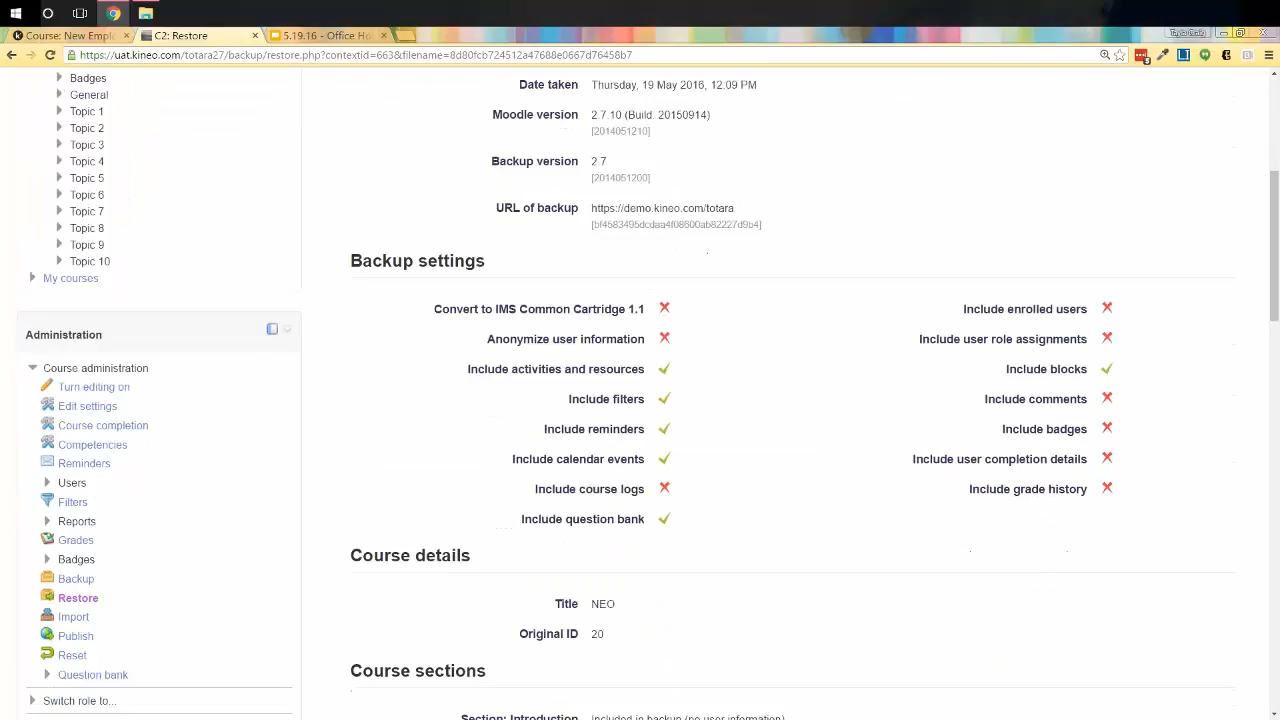 Course: New Emplo
C2: Restore
5.19.16 - Office Ho
https://uat.kineo.com/totara27/backup/restore.php?contextid=663&filename=8d80fcb724512a47688e0667d76458b7
Badges
General
Topic 1
Topic 2
Topic 3
Topic 4
Topic 5
Topic 6
Topic 7
Topic 8
Topic 9
Topic 10
My courses
Administration
Course administration
Turn editing on
Edit settings
Course completion
Competencies
Reminders
Users
Filters
Reports
Grades
Badges
Backup
Restore
Import
Publish
Reset
Question bank
Switch role to...
Date taken Thursday, 19 May 2016, 12:09 PM
Moodle version 2.7.10 (Build: 20150914)
[2014051210]
Backup version 2.7
[2014051200]
URL of backup https://demo.kineo.com/totara
[bf4583495dcdaa4f08600ab82227d9b4]
Backup settings
Convert to IMS Common Cartridge 1.1
Include enrolled users
Anonymize user information
Include user role assignments
Include activities and resources
Include blocks
Include filters
Include comments
Include reminders
Include badges
Include calendar events
Include user completion details
Include course logs
Include grade history
Include question bank
Course details
Title NEO
Original ID 20
Course sections
Section: Introduction Included in backup (no user information)